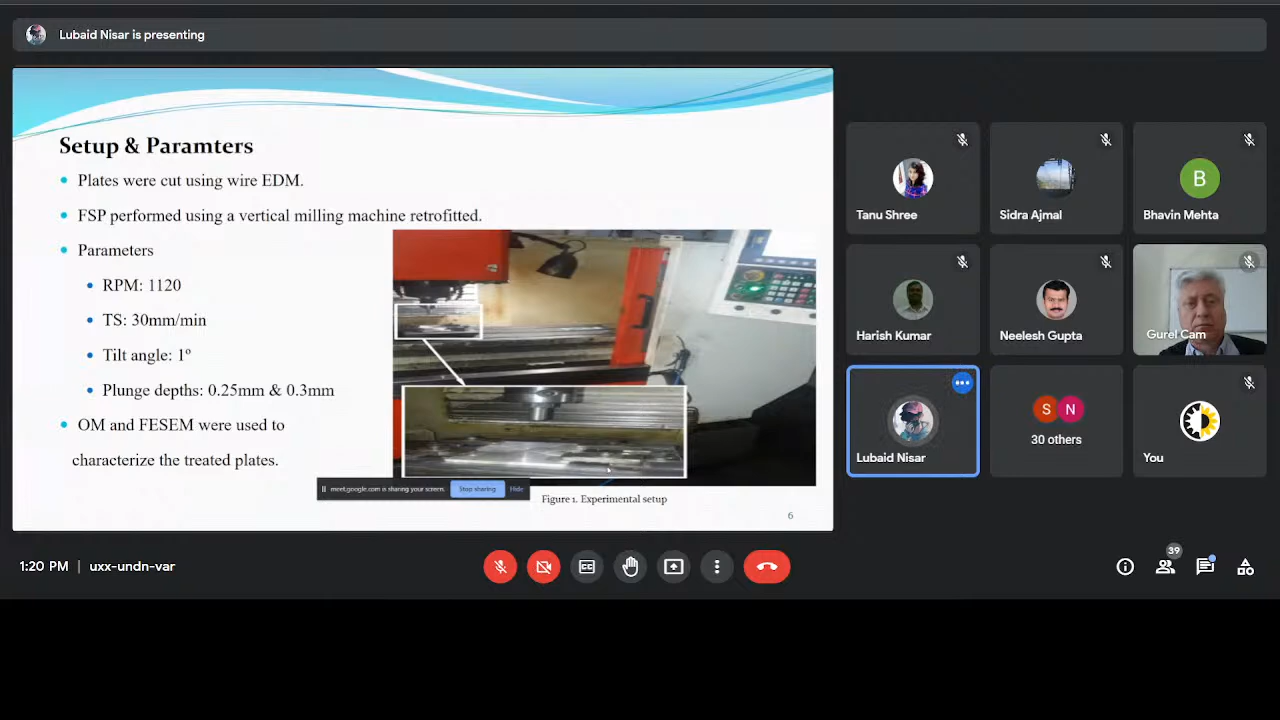 Lubaid Nisar is presenting
Setup & Paramters
Plates were cut using wire EDM.
FSP performed using a vertical milling machine retrofitted.
Parameters
RPM: 1120
TS: 30mm/min
Tilt angle: 1º
Plunge depths: 0.25mm & 0.3mm
OM and FESEM were used to
characterize the treated plates.
meet.google.com is sharing your screen.
Stop sharing
Hide
Figure 1. Experimental setup
6
Tanu Shree
Sidra Ajmal
B
Bhavin Mehta
Harish Kumar
Neelesh Gupta
Gurel Cam
Lubaid Nisar
S
N
30 others
You
1:20 PM | uxx-undn-var
CC
39